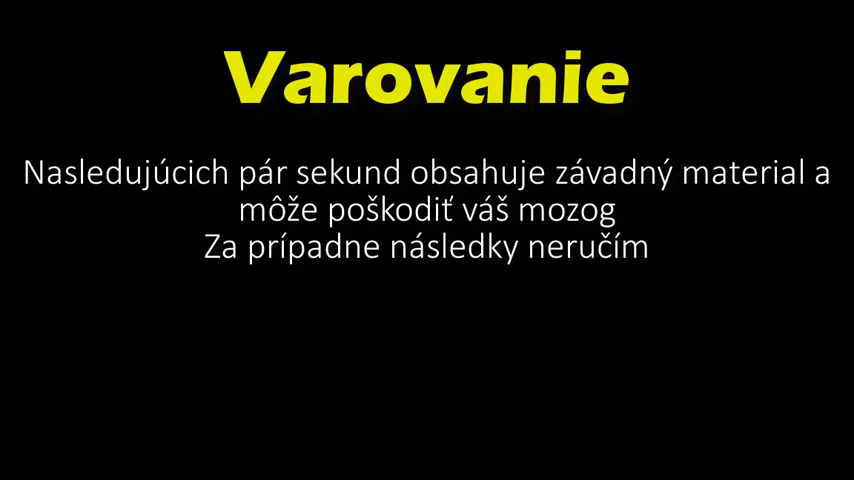 Varovanie
Nasledujúcich pár sekund obsahuje závadný material a
môže poškodiť váš mozog
Za prípadne následky neručím